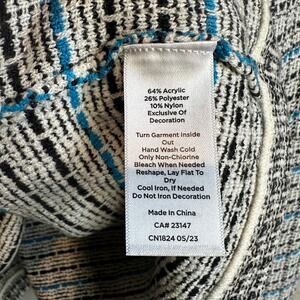 64% Acrylic
26% Polyester
10% Nylon
Exclusive Of
Decoration
Turn Garment Inside
Out
Hand Wash Cold
Only Non-Chlorine
Bleach When Needed
Reshape, Lay Flat To
Dry
Cool Iron, If Needed
Do Not Iron Decoration
Made In China
CA# 23147
CN1824 05/23